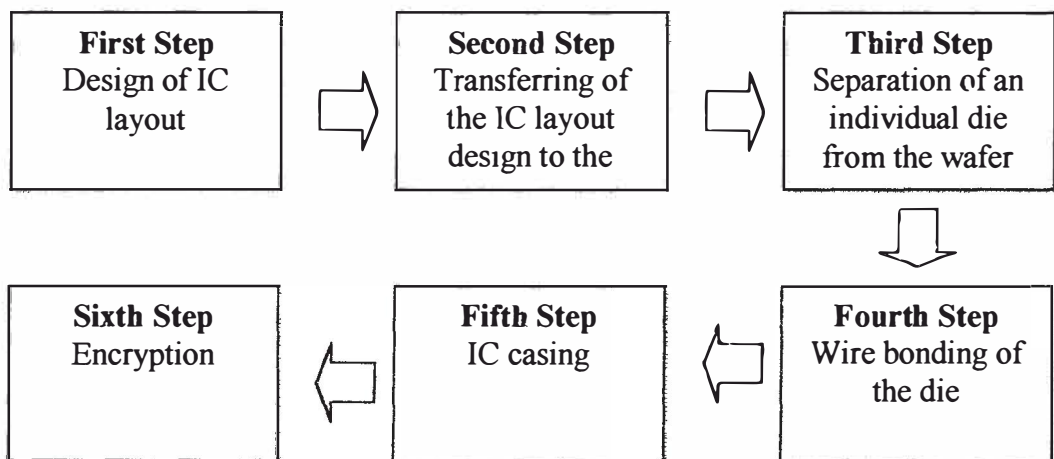 First Step
Design of IC
layout
Second Step
Transferring of
the IC layout
design to the
Third Step
Separation of an
individual die
from the wafer
Fourth Step
Wire bonding of
the die
Fifth Step
IC casing
Sixth Step
Encryption